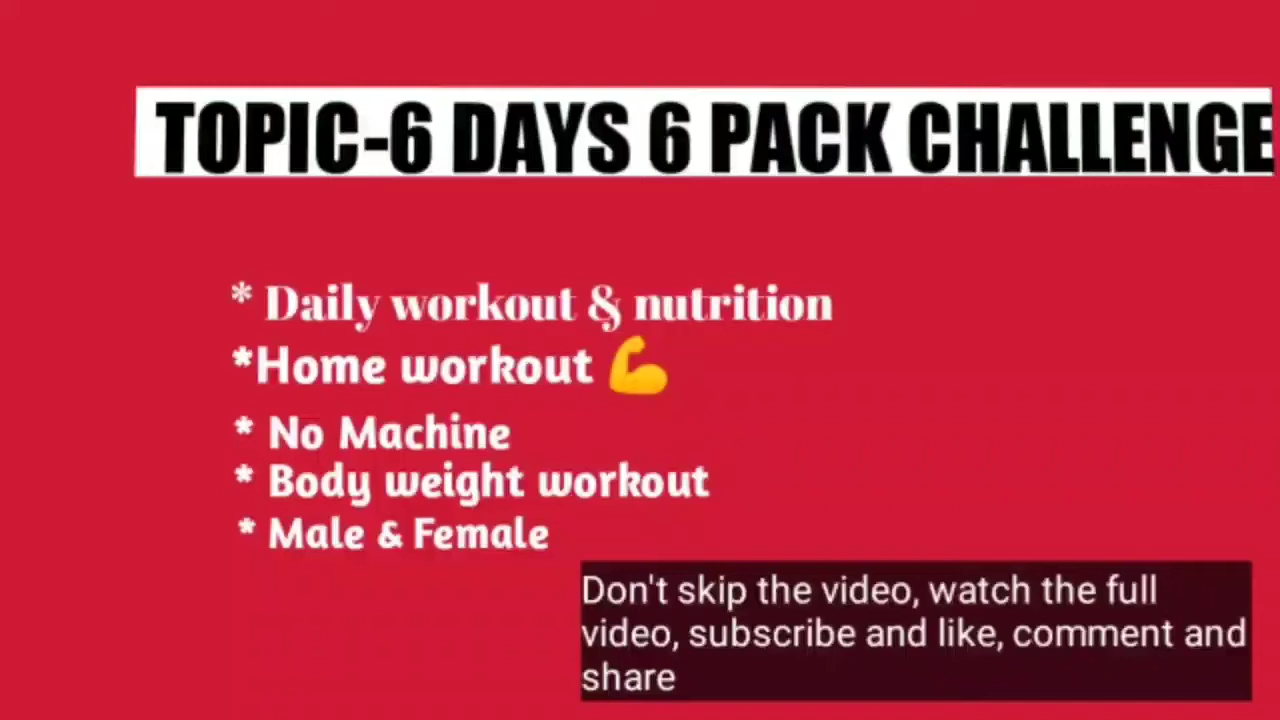 TOPIC-6 DAYS 6 PACK CHALLENGE
* Daily workout & nutrition
*Home workout 💪
* No Machine
* Body weight workout
* Male & Female
Don't skip the video, watch the full
video, subscribe and like, comment and
share